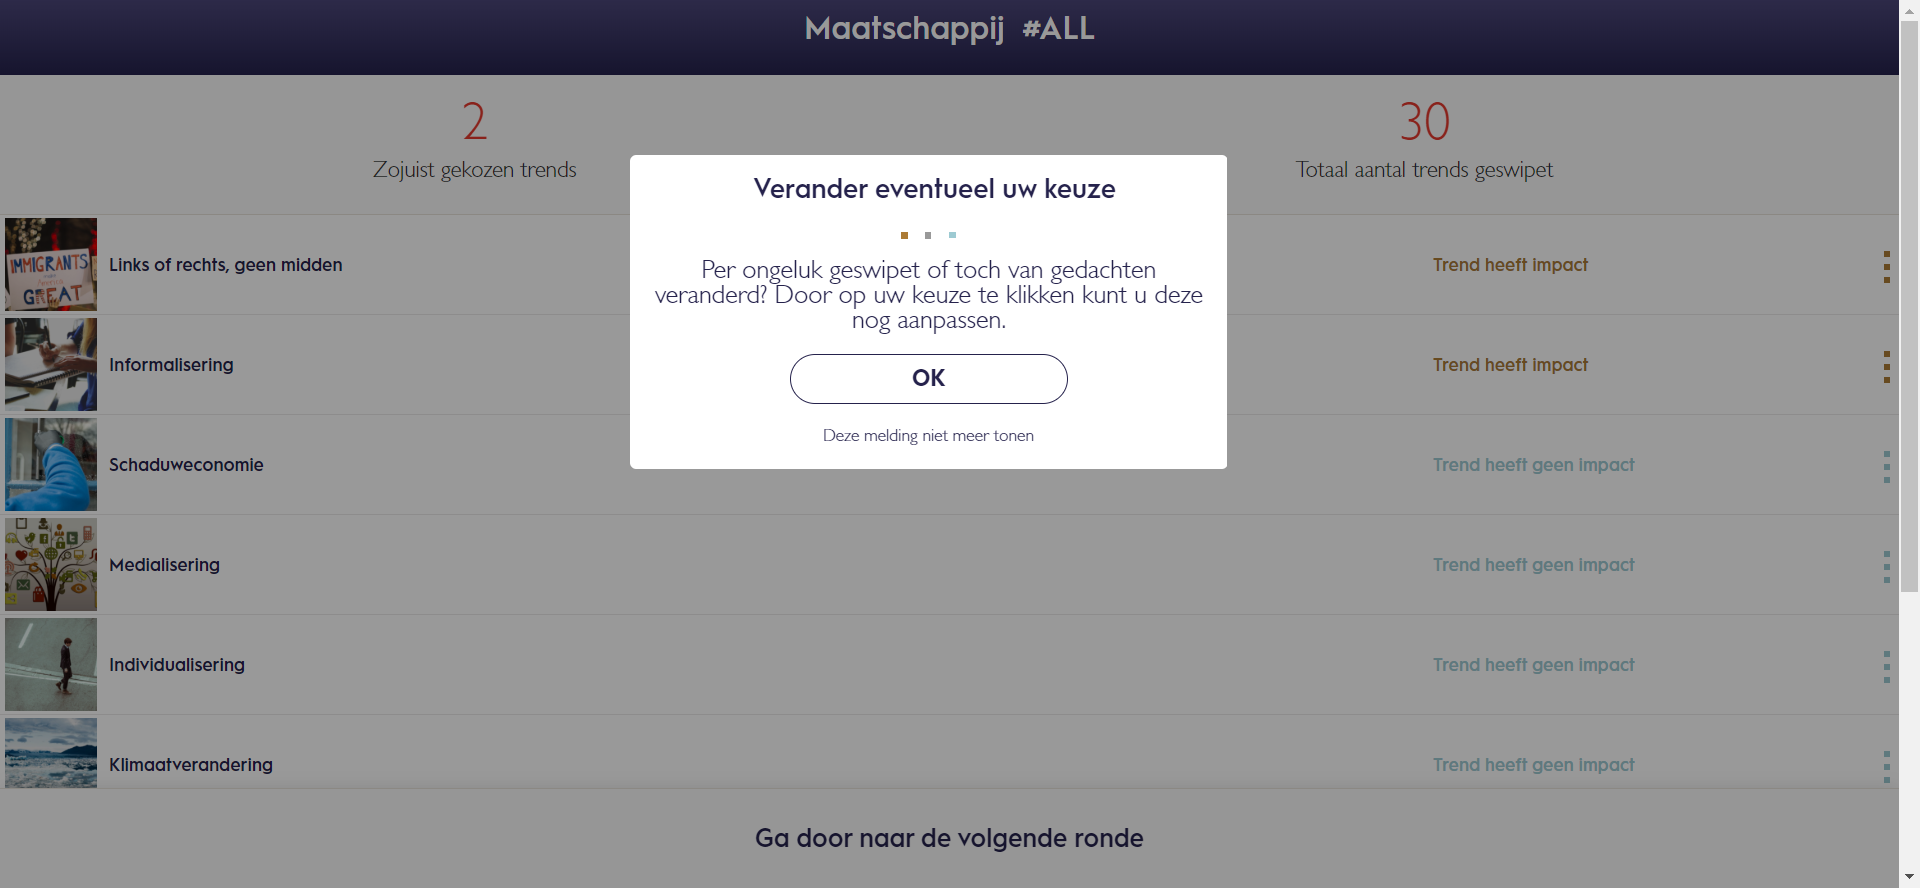 Maatschappij #ALL
2
Zojuist gekozen trends
30
Totaal aantal trends geswipet
Verander eventueel uw keuze
Per ongeluk geswipet of toch van gedachten
veranderd? Door op uw keuze te klikken kunt u deze
nog aanpassen.
OK
Deze melding niet meer tonen
IMMIGRANTS
GREAT
Links of rechts, geen midden
Trend heeft impact
Informalisering
Trend heeft impact
Schaduweconomie
Trend heeft geen impact
Medialisering
Trend heeft geen impact
Individualisering
Trend heeft geen impact
Klimaatverandering
Trend heeft geen impact
Ga door naar de volgende ronde